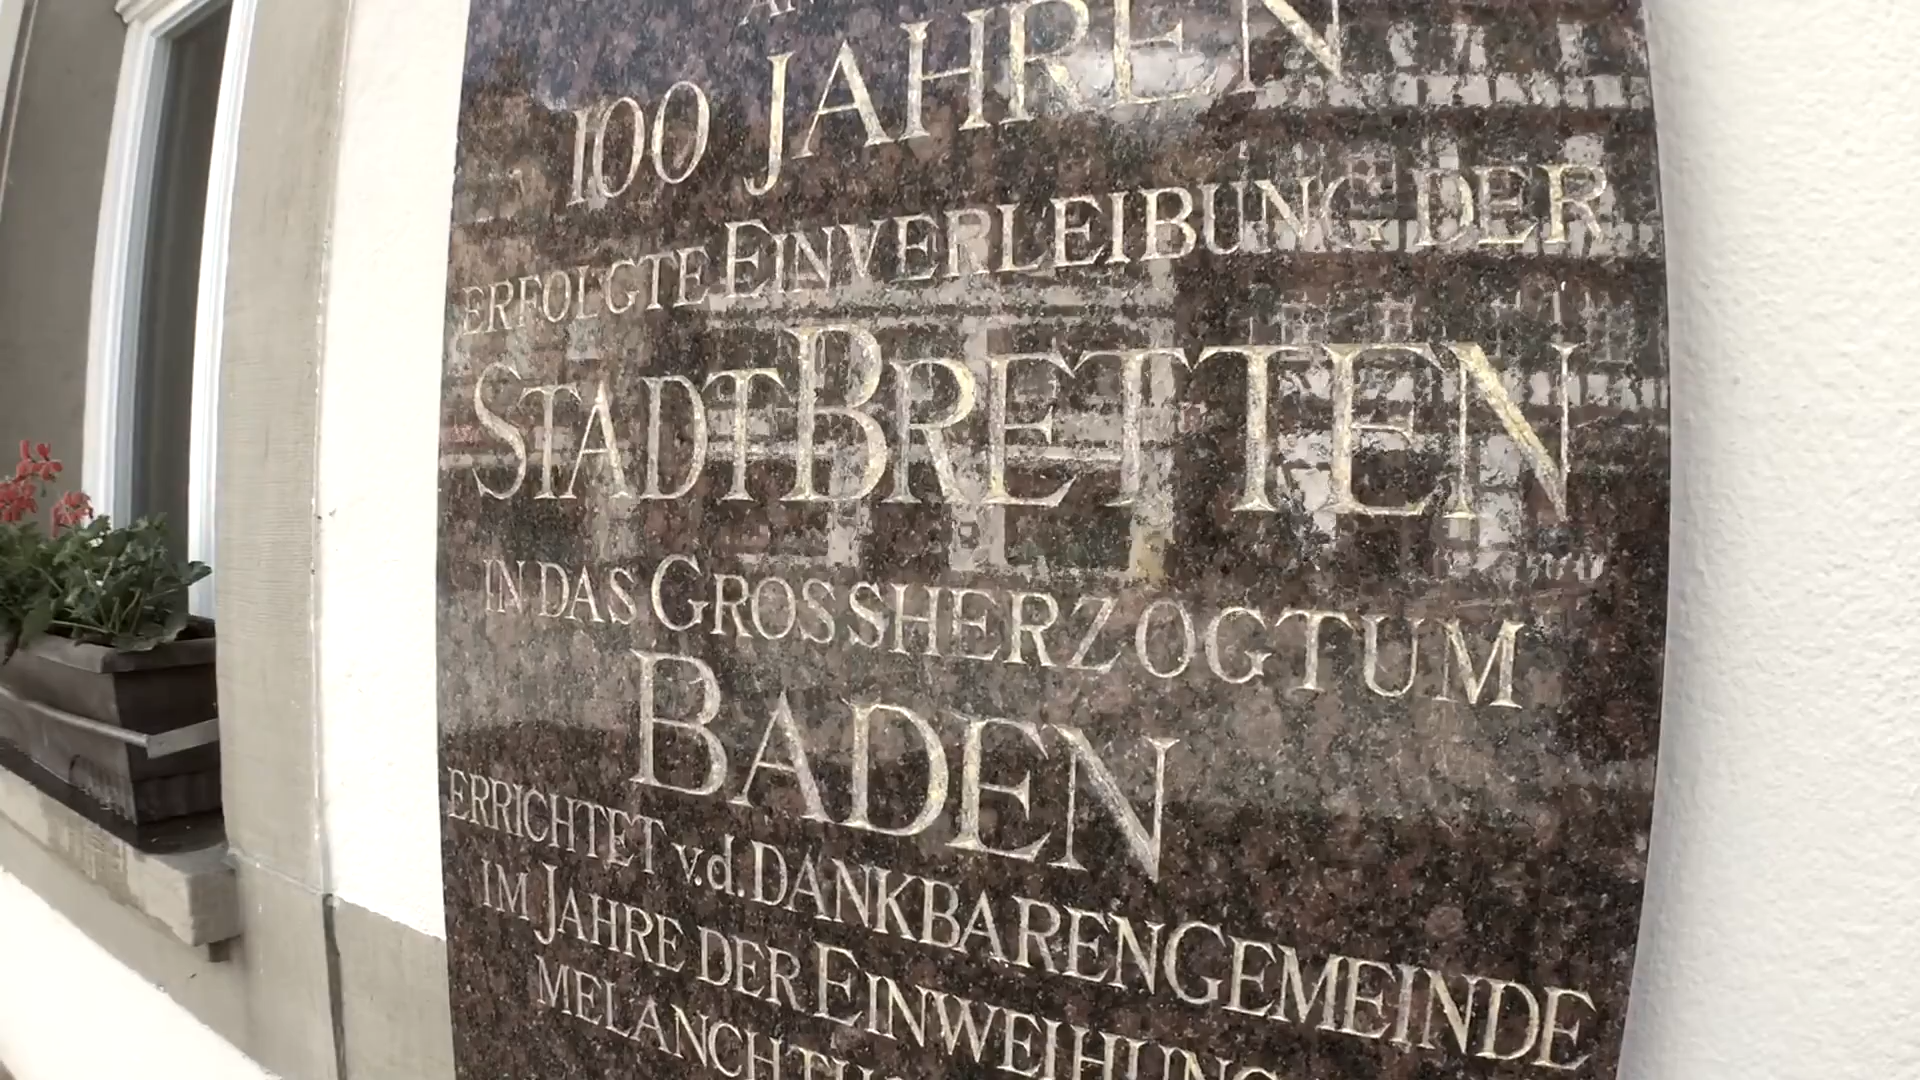 100 JAHREN
ERFOLGTE EINVERLEIBUNG DER
STADT BRETTEN
IN DAS GROSSHERZOGTUM
BADEN
ERRICHTET v.d. DANKBAREN GEMEINDE
IM JAHRE DER EINWEIHUNG